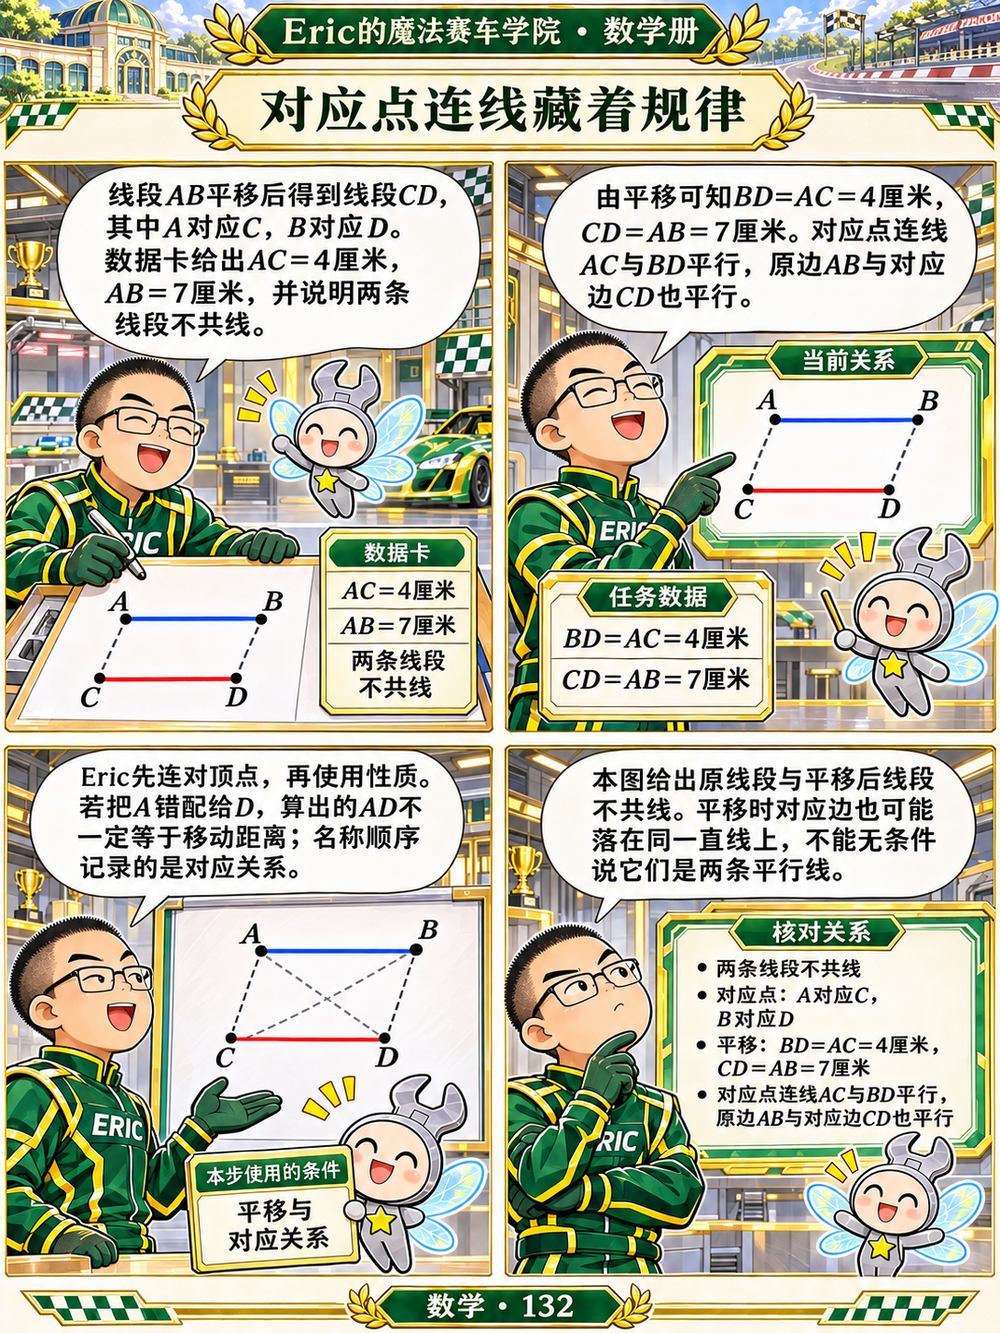 Eric的魔法赛车学院·数学册
对应点连线藏着规律
线段AB平移后得到线段CD，
其中A对应C，B对应D。
数据卡给出AC=4厘米，
AB=7厘米，并说明两条
线段不共线。
ERIC
A
B
C
D
数据卡
AC=4厘米
AB=7厘米
两条线段
不共线
由平移可知BD=AC=4厘米，
CD=AB=7厘米。对应点连线
AC与BD平行，原边AB与对应
边CD也平行。
当前关系
A
B
C
D
ERIC
任务数据
BD=AC=4厘米
CD=AB=7厘米
Eric先连对顶点，再使用性质。
若把A错配给D，算出的AD不
一定等于移动距离；名称顺序
记录的是对应关系。
A
B
C
D
ERIC
本步使用的条件
平移与
对应关系
本图给出原线段与平移后线段
不共线。平移时对应边也可能
落在同一直线上，不能无条件
说它们是两条平行线。
核对关系
• 两条线段不共线
• 对应点：A对应C，
B对应D
• 平移：BD=AC=4厘米，
CD=AB=7厘米
• 对应点连线AC与BD平行，
原边AB与对应边CD也平行
ERIC
数学·132